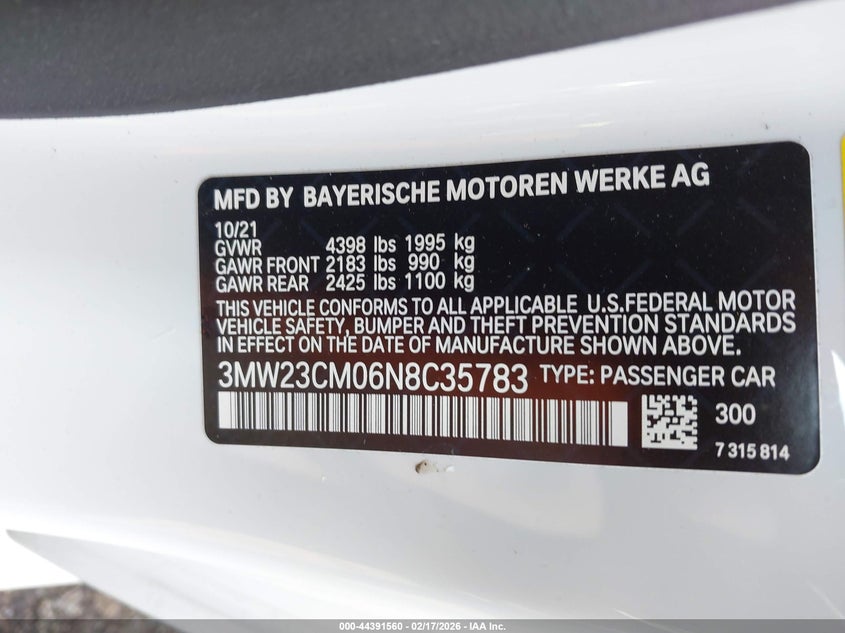 MFD BY BAYERISCHE MOTOREN WERKE AG
10/21
GVWR 4398 lbs 1995 kg
GAWR FRONT 2183 lbs 990 kg
GAWR REAR 2425 lbs 1100 kg
THIS VEHICLE CONFORMS TO ALL APPLICABLE U.S.FEDERAL MOTOR
VEHICLE SAFETY, BUMPER AND THEFT PREVENTION STANDARDS
IN EFFECT ON THE DATE OF MANUFACTURE SHOWN ABOVE.
3MW23CM06N8C35783 TYPE: PASSENGER CAR
300
7 315 814
000-44391560 - 02/17/2026 - IAA Inc.